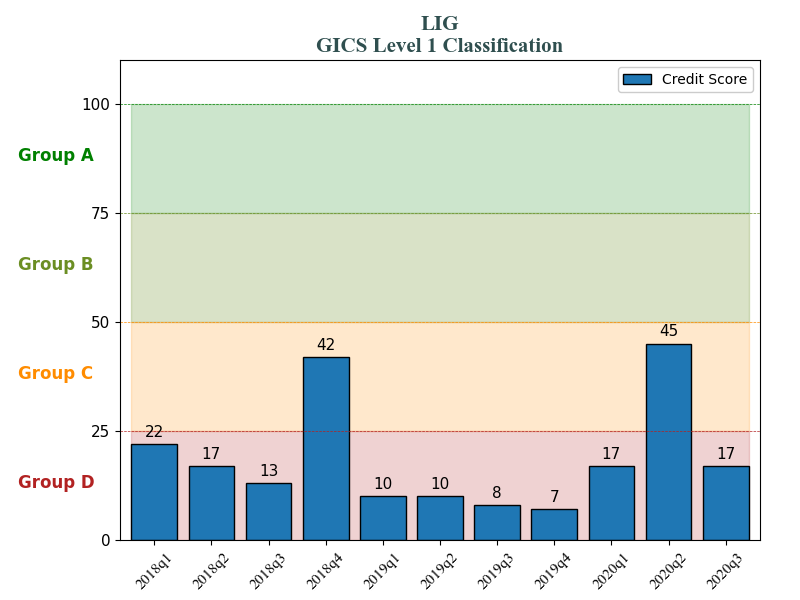 LIG
GICS Level 1 Classification
Credit Score
100
Group A
75
Group B
50
Group C
25
Group D
0
22
17
13
42
10
10
8
7
17
45
17
2018q1
2018q2
2018q3
2018q4
2019q1
2019q2
2019q3
2019q4
2020q1
2020q2
2020q3